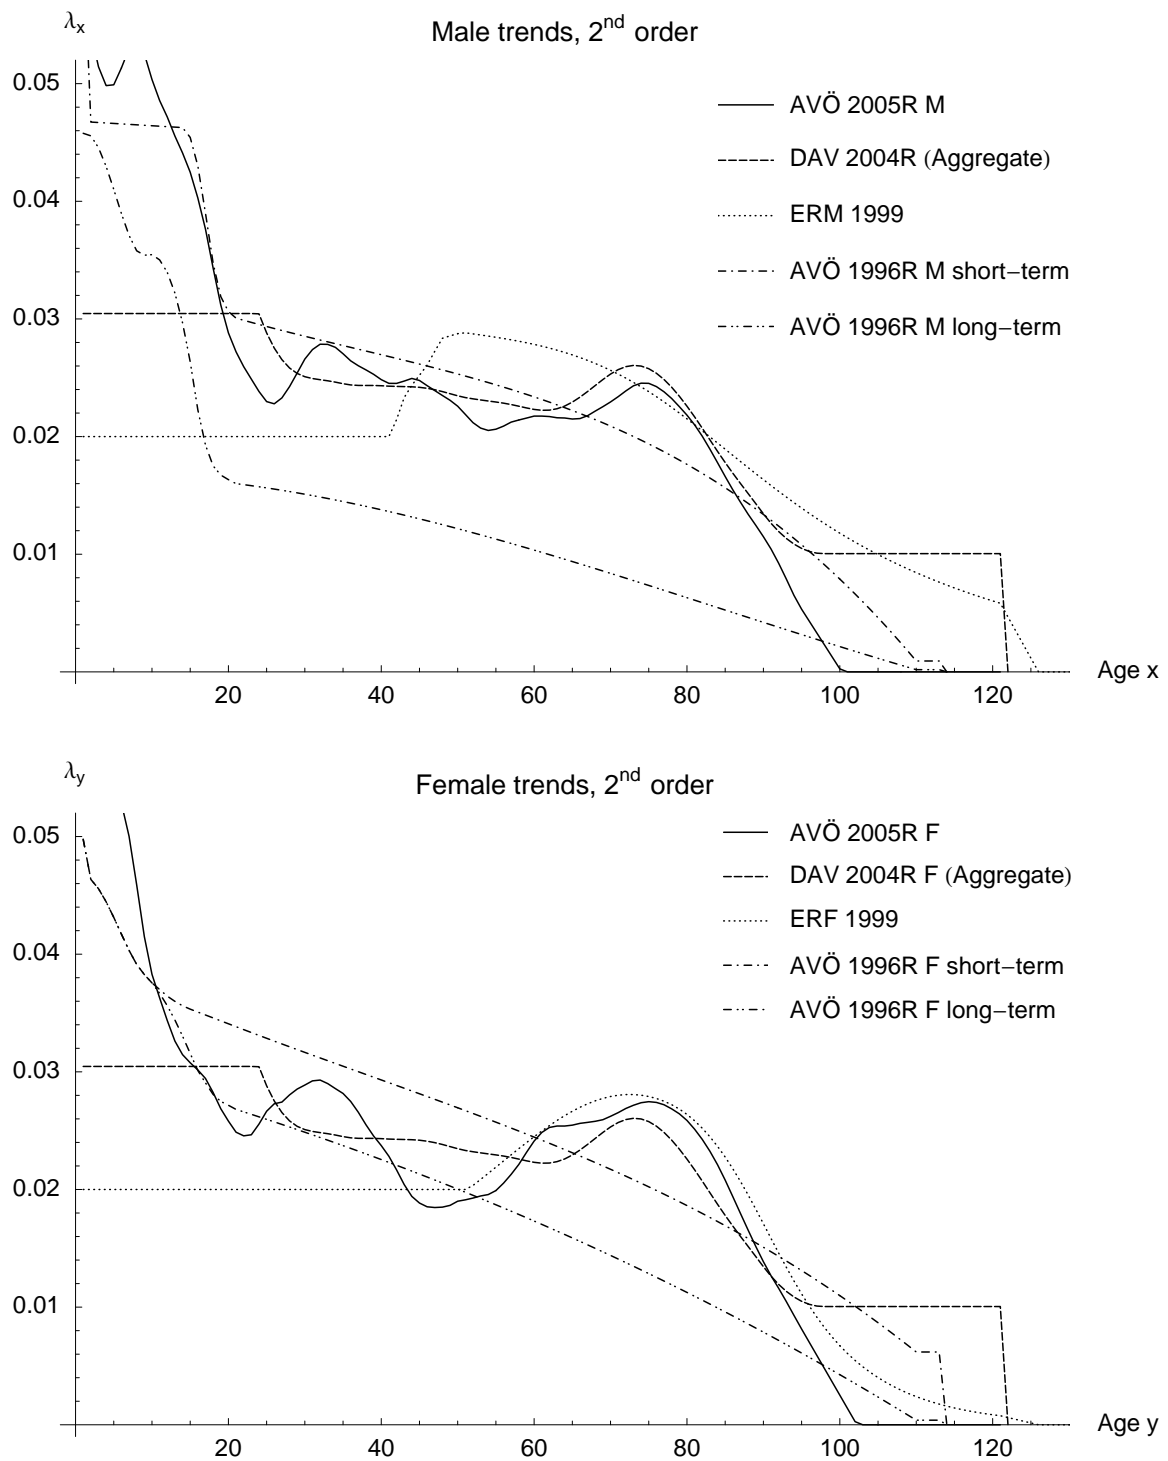 λx
Male trends, 2nd order
0.05
0.04
0.03
0.02
0.01
AVÖ 2005R M
DAV 2004R (Aggregate)
ERM 1999
AVÖ 1996R M short−term
AVÖ 1996R M long−term
Age x
20 40 60 80 100 120
λy
Female trends, 2nd order
0.05
0.04
0.03
0.02
0.01
AVÖ 2005R F
DAV 2004R F (Aggregate)
ERF 1999
AVÖ 1996R F short−term
AVÖ 1996R F long−term
Age y
20 40 60 80 100 120